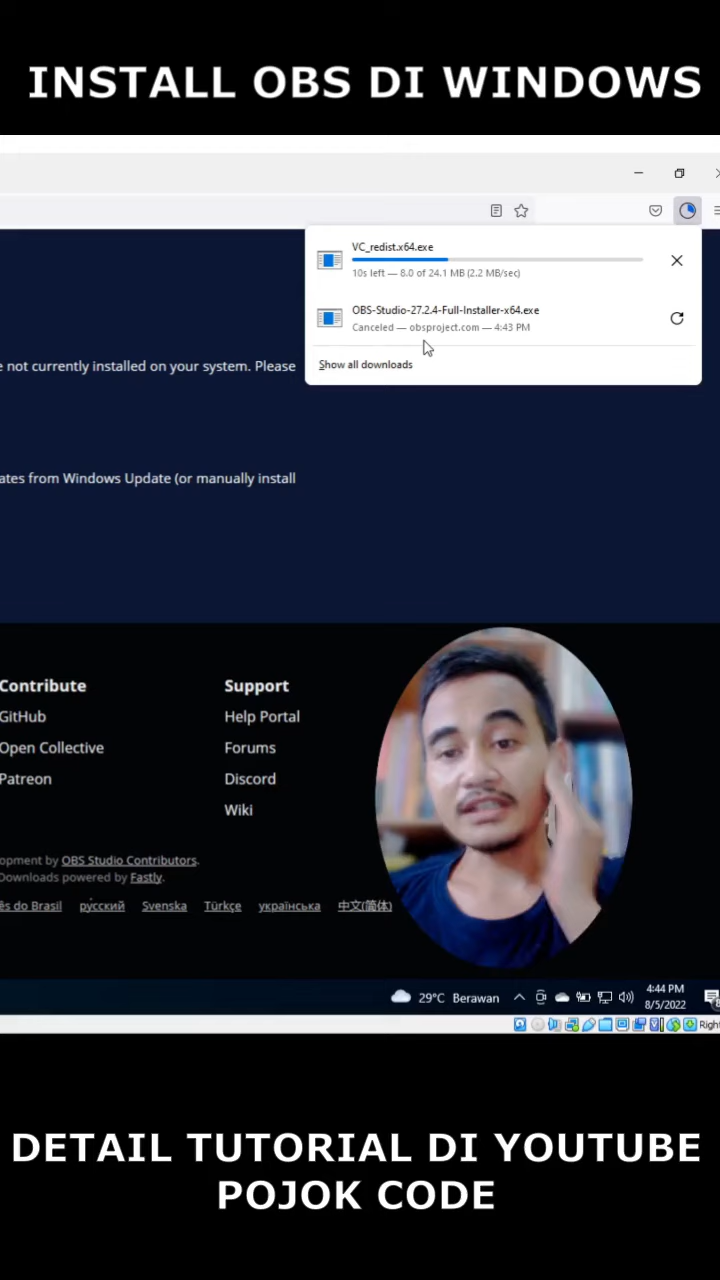 INSTALL OBS DI WINDOWS
VC_redist.x64.exe
10s left — 8.0 of 24.1 MB (2.2 MB/sec)
OBS-Studio-27.2.4-Full-Installer-x64.exe
Canceled — obsproject.com — 4:43 PM
Show all downloads
e not currently installed on your system. Please
ates from Windows Update (or manually install
Contribute
GitHub
Open Collective
Patreon
Support
Help Portal
Forums
Discord
Wiki
opment by OBS Studio Contributors.
Downloads powered by Fastly.
ês do Brasil русский Svenska Türkçe українська 中文(简体)
29°C Berawan
4:44 PM
8/5/2022
Right
DETAIL TUTORIAL DI YOUTUBE
POJOK CODE